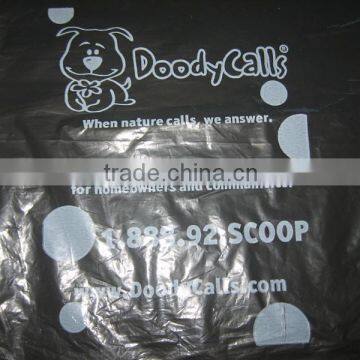 DoodyCalls®
When nature calls, we answer.
trade.china.cn
for homeowners and communities.
1.885.92.SCOOP
www.DoodyCalls.com